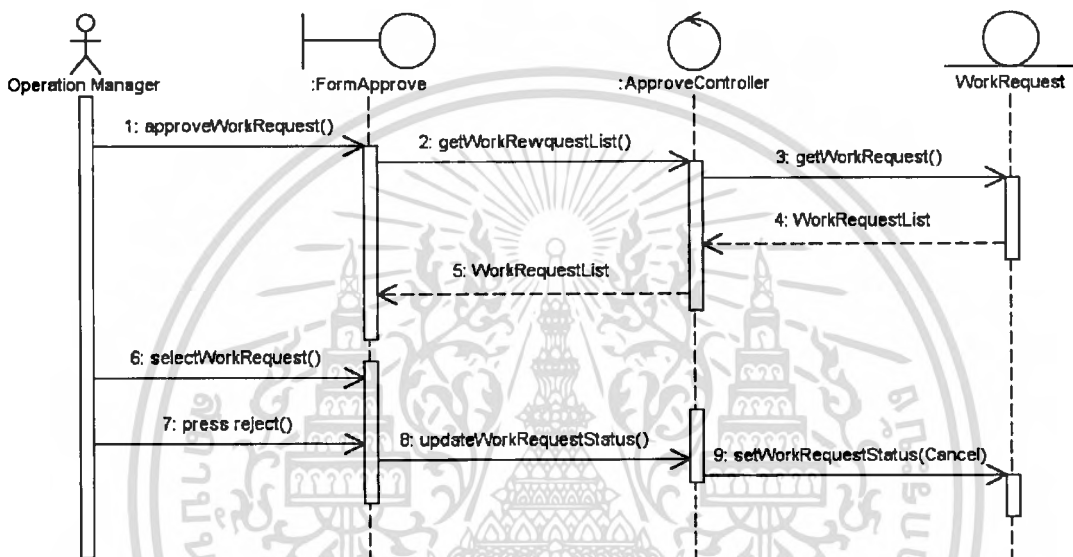 Operation Manager
:FormApprove
:ApproveController
WorkRequest
1: approveWorkRequest()
2: getWorkRewquestList()
3: getWorkRequest()
4: WorkRequestList
5: WorkRequestList
6: selectWorkRequest()
7: press reject()
8: updateWorkRequestStatus()
9: setWorkRequestStatus(Cancel)